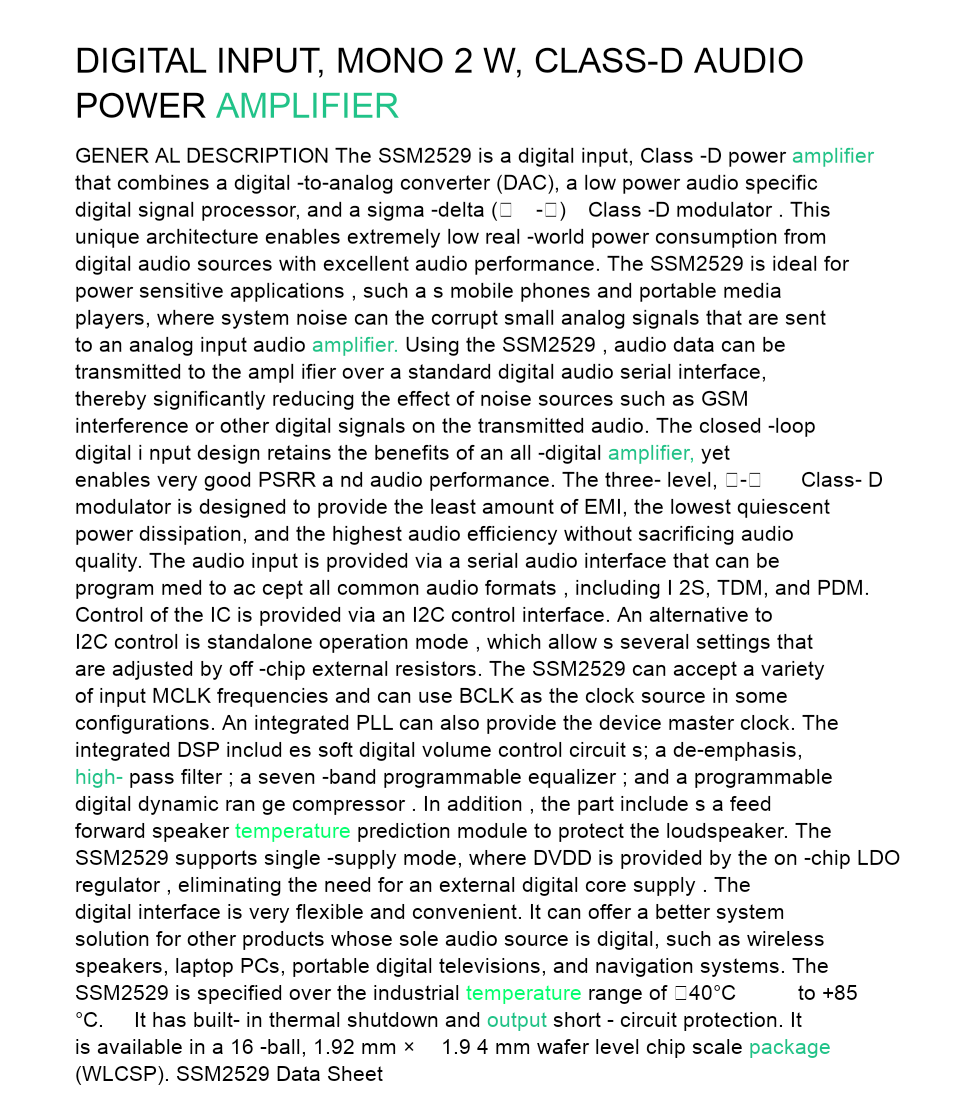 DIGITAL INPUT, MONO 2 W, CLASS-D AUDIO
POWER AMPLIFIER
GENER AL DESCRIPTION The SSM2529 is a digital input, Class -D power amplifier
that combines a digital -to-analog converter (DAC), a low power audio specific
digital signal processor, and a sigma -delta (□ -□) Class -D modulator . This
unique architecture enables extremely low real -world power consumption from
digital audio sources with excellent audio performance. The SSM2529 is ideal for
power sensitive applications , such a s mobile phones and portable media
players, where system noise can the corrupt small analog signals that are sent
to an analog input audio amplifier. Using the SSM2529 , audio data can be
transmitted to the ampl ifier over a standard digital audio serial interface,
thereby significantly reducing the effect of noise sources such as GSM
interference or other digital signals on the transmitted audio. The closed -loop
digital i nput design retains the benefits of an all -digital amplifier, yet
enables very good PSRR a nd audio performance. The three- level, □-□ Class- D
modulator is designed to provide the least amount of EMI, the lowest quiescent
power dissipation, and the highest audio efficiency without sacrificing audio
quality. The audio input is provided via a serial audio interface that can be
program med to ac cept all common audio formats , including I 2S, TDM, and PDM.
Control of the IC is provided via an I2C control interface. An alternative to
I2C control is standalone operation mode , which allow s several settings that
are adjusted by off -chip external resistors. The SSM2529 can accept a variety
of input MCLK frequencies and can use BCLK as the clock source in some
configurations. An integrated PLL can also provide the device master clock. The
integrated DSP includ es soft digital volume control circuit s; a de-emphasis,
high- pass filter ; a seven -band programmable equalizer ; and a programmable
digital dynamic ran ge compressor . In addition , the part include s a feed
forward speaker temperature prediction module to protect the loudspeaker. The
SSM2529 supports single -supply mode, where DVDD is provided by the on -chip LDO
regulator , eliminating the need for an external digital core supply . The
digital interface is very flexible and convenient. It can offer a better system
solution for other products whose sole audio source is digital, such as wireless
speakers, laptop PCs, portable digital televisions, and navigation systems. The
SSM2529 is specified over the industrial temperature range of □40°C to +85
°C. It has built- in thermal shutdown and output short - circuit protection. It
is available in a 16 -ball, 1.92 mm × 1.9 4 mm wafer level chip scale package
(WLCSP). SSM2529 Data Sheet